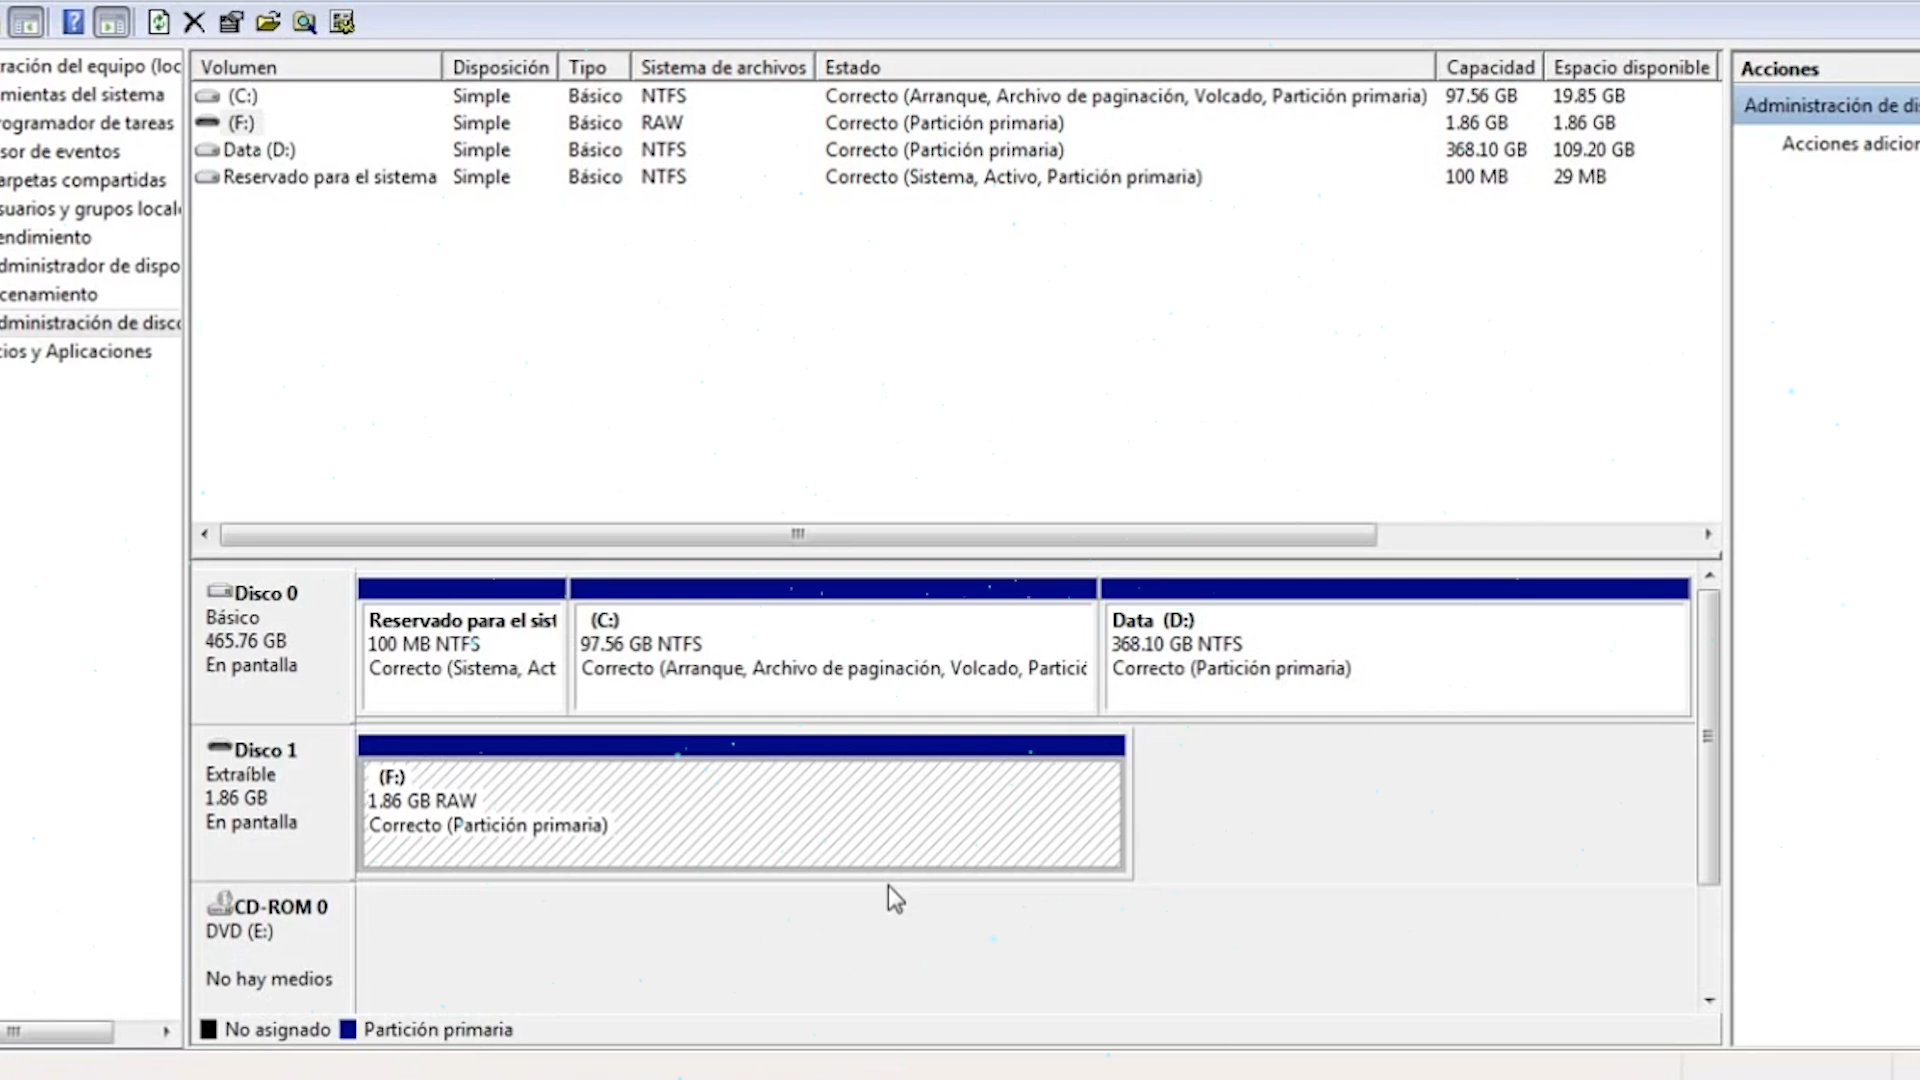 ración del equipo (loc
mientas del sistema
rogramador de tareas
sor de eventos
arpetas compartidas
suarios y grupos local
endimiento
dministrador de dispo
cenamiento
dministración de disco
cios y Aplicaciones
Volumen Disposición Tipo Sistema de archivos Estado Capacidad Espacio disponible
(C:) Simple Básico NTFS Correcto (Arranque, Archivo de paginación, Volcado, Partición primaria) 97.56 GB 19.85 GB
(F:) Simple Básico RAW Correcto (Partición primaria) 1.86 GB 1.86 GB
Data (D:) Simple Básico NTFS Correcto (Partición primaria) 368.10 GB 109.20 GB
Reservado para el sistema Simple Básico NTFS Correcto (Sistema, Activo, Partición primaria) 100 MB 29 MB
Disco 0
Básico
465.76 GB
En pantalla
Reservado para el sist
100 MB NTFS
Correcto (Sistema, Act
(C:)
97.56 GB NTFS
Correcto (Arranque, Archivo de paginación, Volcado, Partició
Data (D:)
368.10 GB NTFS
Correcto (Partición primaria)
Disco 1
Extraíble
1.86 GB
En pantalla
(F:)
1.86 GB RAW
Correcto (Partición primaria)
CD-ROM 0
DVD (E:)
No hay medios
No asignado Partición primaria
Acciones
Administración de di
Acciones adicion